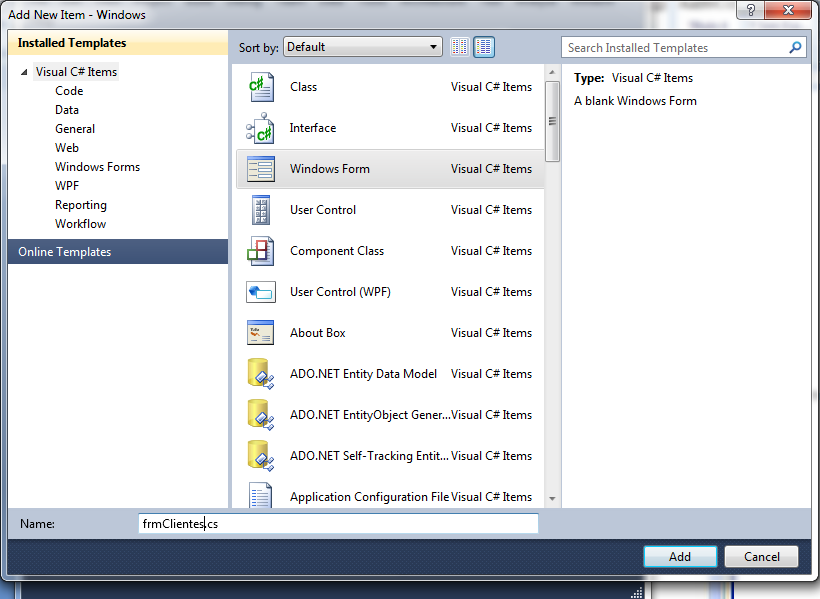 Add New Item - Windows
?
Installed Templates
Visual C# Items
Code
Data
General
Web
Windows Forms
WPF
Reporting
Workflow
Online Templates
Sort by: Default
Search Installed Templates
Class Visual C# Items
Interface Visual C# Items
Windows Form Visual C# Items
User Control Visual C# Items
Component Class Visual C# Items
User Control (WPF) Visual C# Items
About Box Visual C# Items
ADO.NET Entity Data Model Visual C# Items
ADO.NET EntityObject Gener... Visual C# Items
ADO.NET Self-Tracking Entit... Visual C# Items
Application Configuration File Visual C# Items
Type: Visual C# Items
A blank Windows Form
Name: frmClientes.cs
Add Cancel